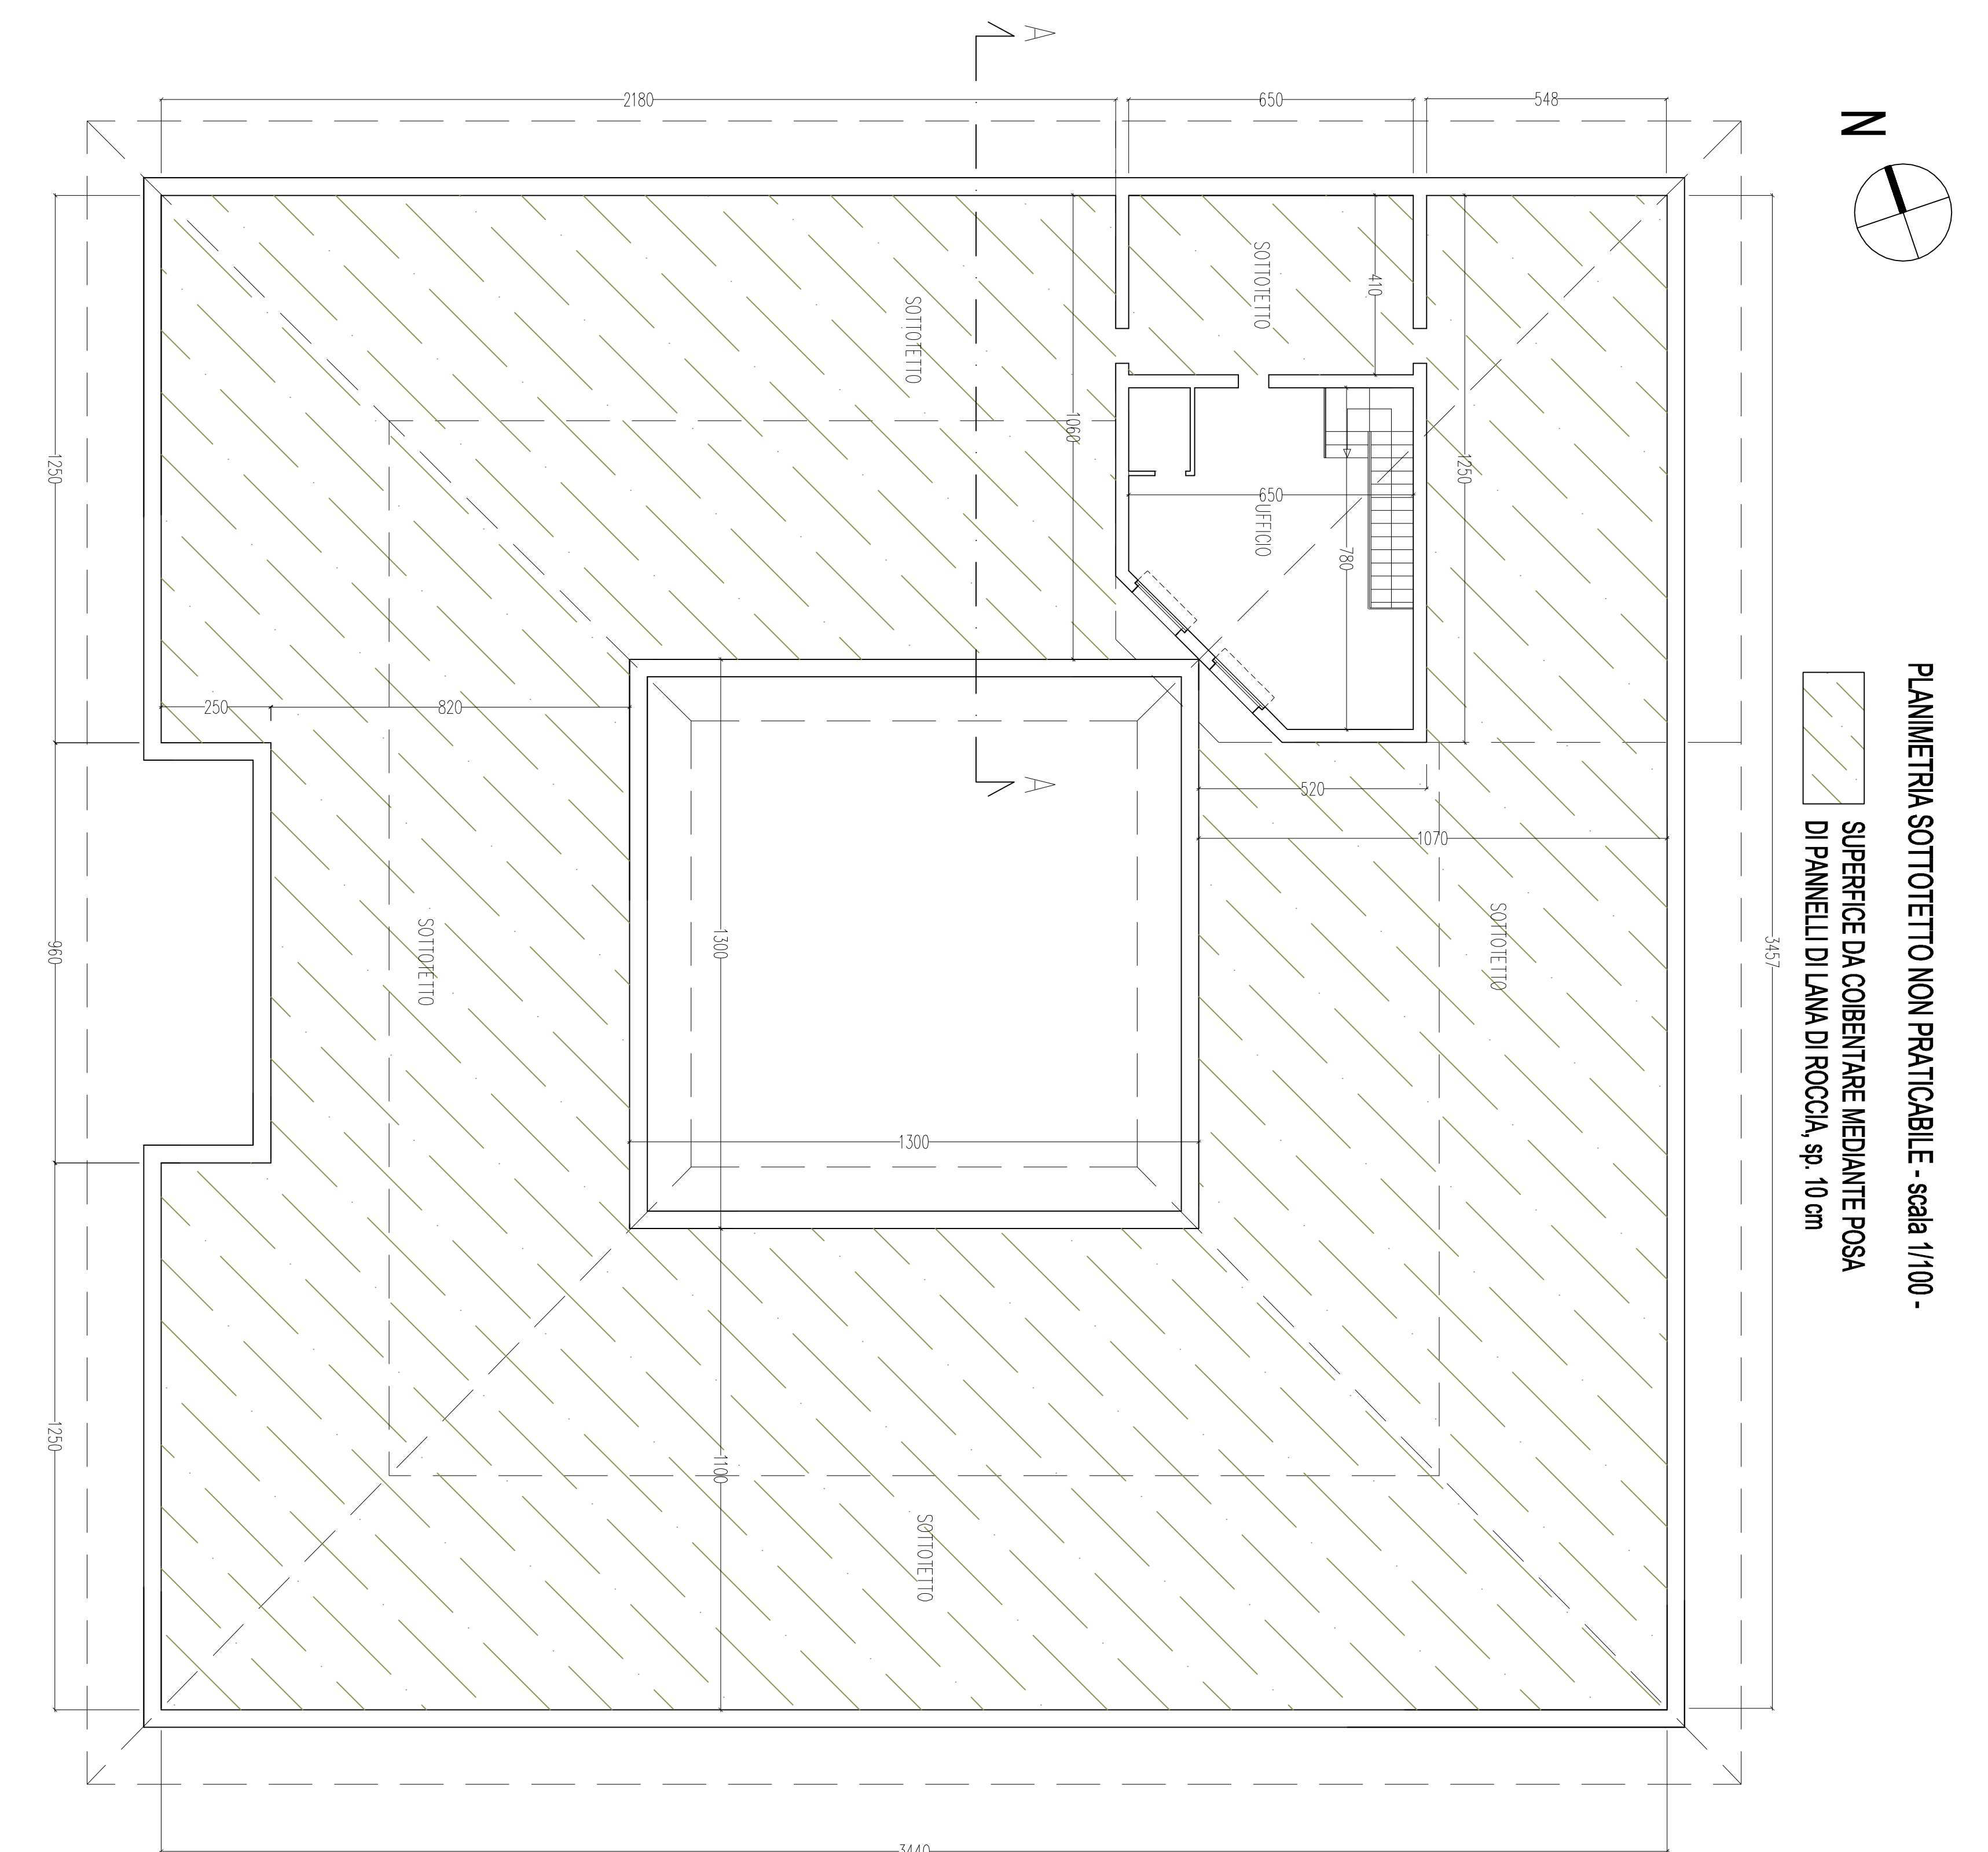 PLANIMETRIA SOTTOTETTO NON PRATICABILE - scala 1/100 -
SUPERFICE DA COIBENTARE MEDIANTE POSA
DI PANNELLI DI LANA DI ROCCIA, sp. 10 cm
N
A
2180
650
548
SOTTOTETTO
SOTTOTETTO
410
1060
1250
1250
650
UFFICIO
780
250
820
A
520
1070
SOTTOTETTO
SOTTOTETTO
1300
960
3457
1300
1250
1100
SOTTOTETTO
3440